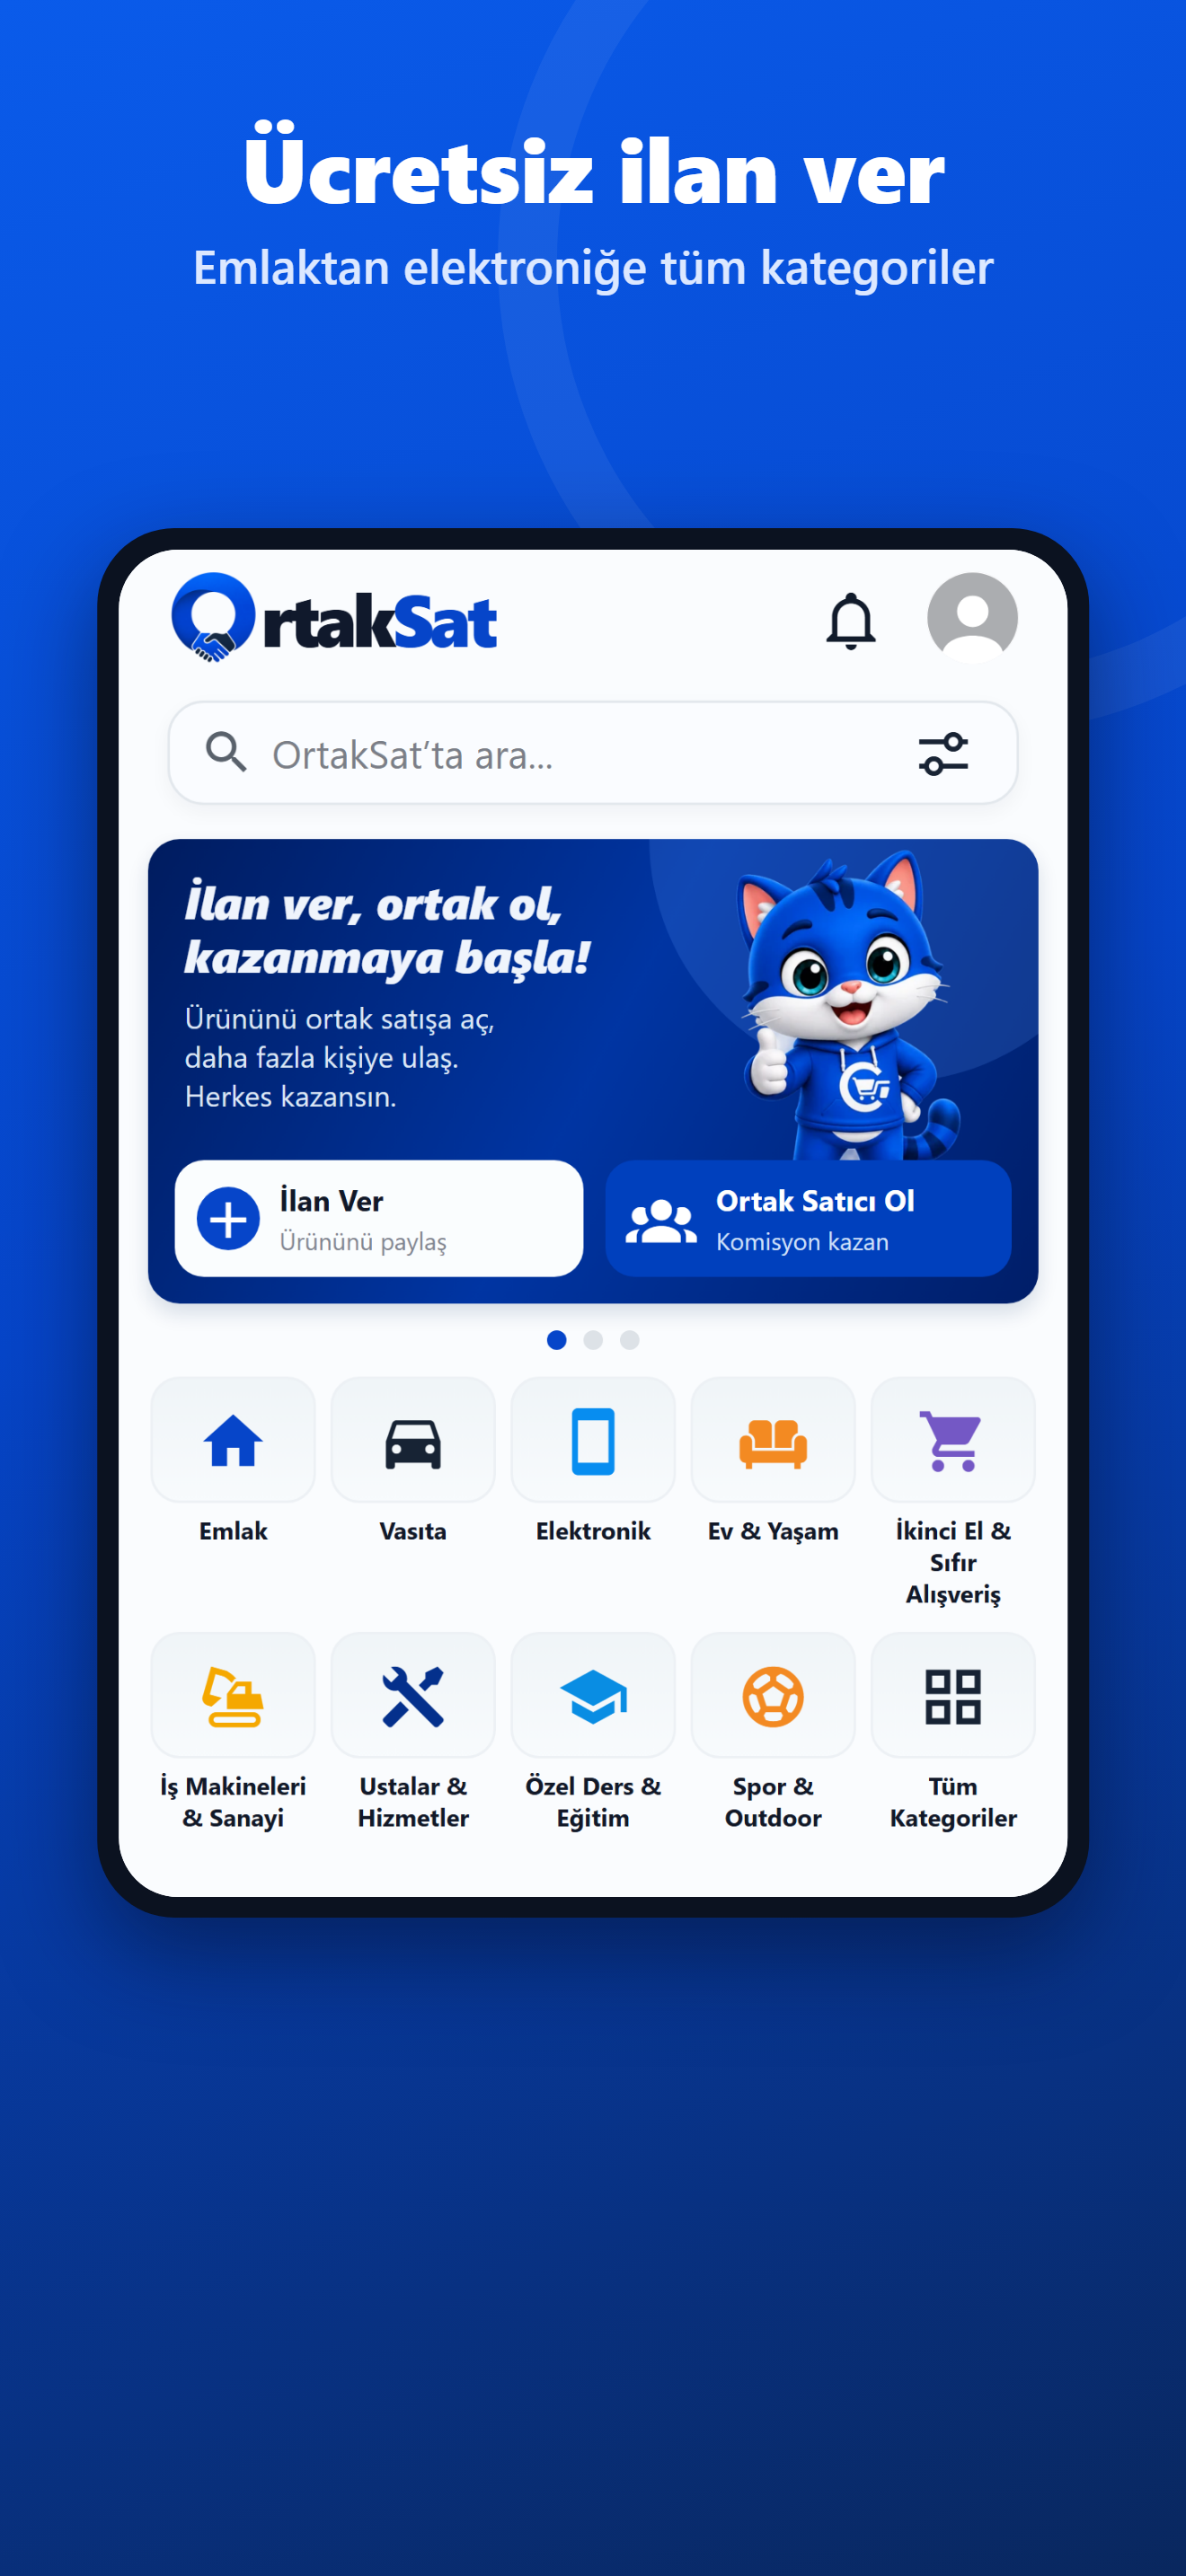 Ücretsiz ilan ver
Emlaktan elektroniğe tüm kategoriler
rtakSat
OrtakSat’ta ara...
İlan ver, ortak ol,
kazanmaya başla!
Ürününü ortak satışa aç,
daha fazla kişiye ulaş.
Herkes kazansın.
İlan Ver
Ürününü paylaş
Ortak Satıcı Ol
Komisyon kazan
Emlak
Vasıta
Elektronik
Ev & Yaşam
İkinci El &
Sıfır
Alışveriş
İş Makineleri
& Sanayi
Ustalar &
Hizmetler
Özel Ders &
Eğitim
Spor &
Outdoor
Tüm
Kategoriler